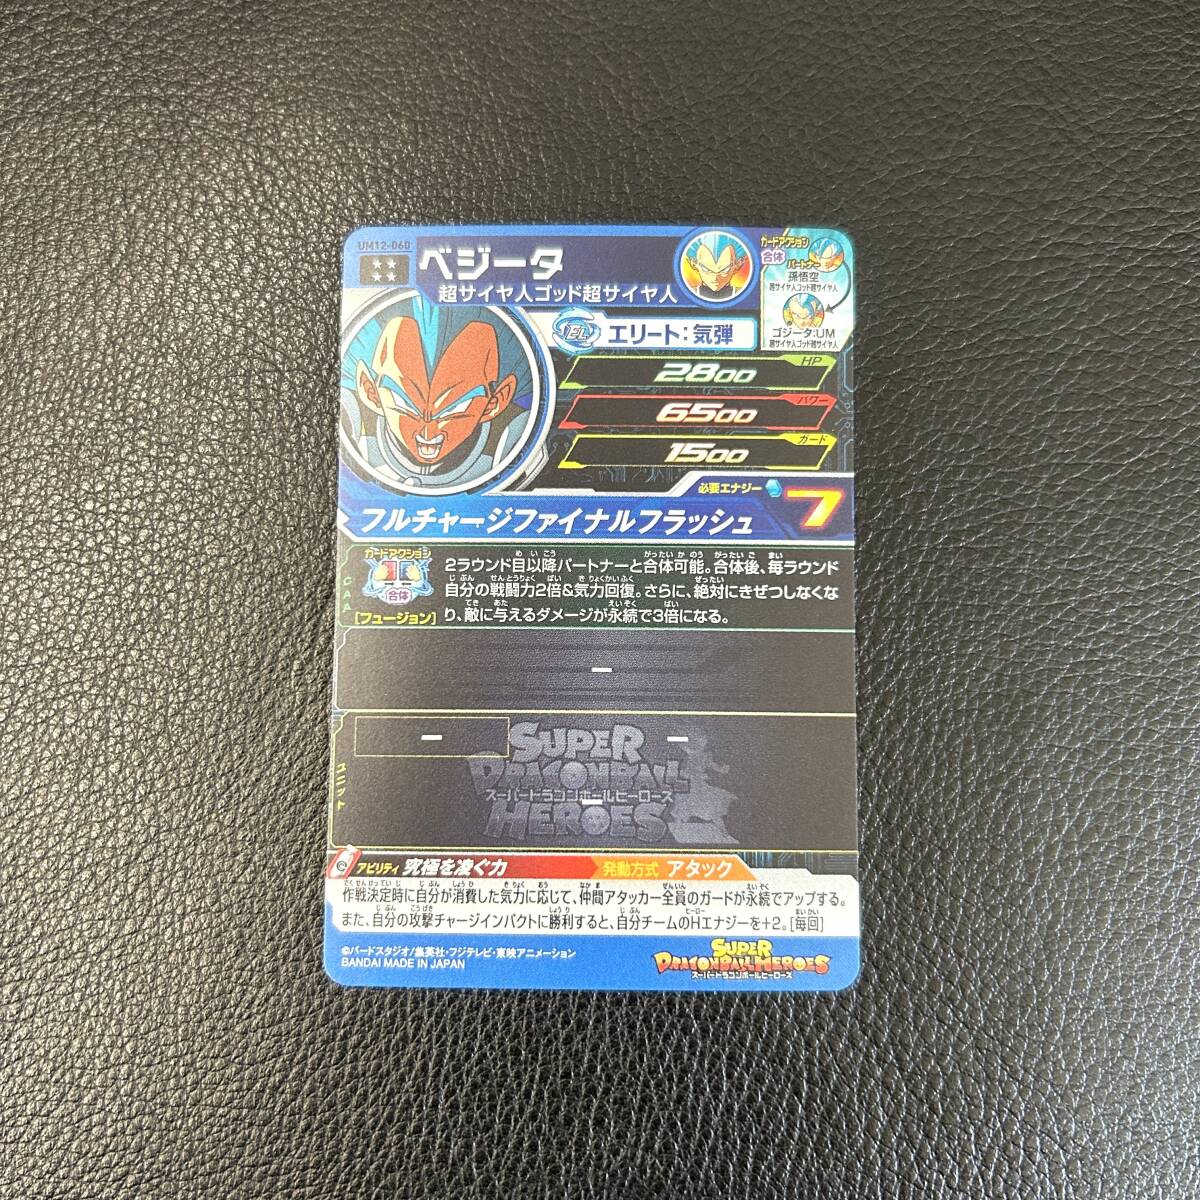 UM12-060
ベジータ
超サイヤ人ゴッド超サイヤ人
カードアクション
合体
パートナー
孫悟空
超サイヤ人ゴッド超サイヤ人
ゴジータ:UM
超サイヤ人ゴッド超サイヤ人
EL エリート:気弾
HP
2800
パワー
6500
ガード
1500
必要エナジー 7
フルチャージファイナルフラッシュ
CAA
カードアクション
合体
[フュージョン]
2ラウンド目以降パートナーと合体可能。合体後、毎ラウンド
自分の戦闘力2倍&気力回復。さらに、絶対にきぜつしなくな
り、敵に与えるダメージが永続で3倍になる。
ー
ユニット
ー ー
SUPER
DRAGONBALL
スーパードラゴンボールヒーローズ
HEROES
アビリティ 究極を凌ぐ力 発動方式 アタック
作戦決定時に自分が消費した気力に応じて、仲間アタッカー全員のガードが永続でアップする。
また、自分の攻撃チャージインパクトに勝利すると、自分チームのHエナジーを+2。[毎回]
©バードスタジオ/集英社・フジテレビ・東映アニメーション
BANDAI MADE IN JAPAN
SUPER
DRAGONBALL HEROES
スーパードラゴンボールヒーローズ